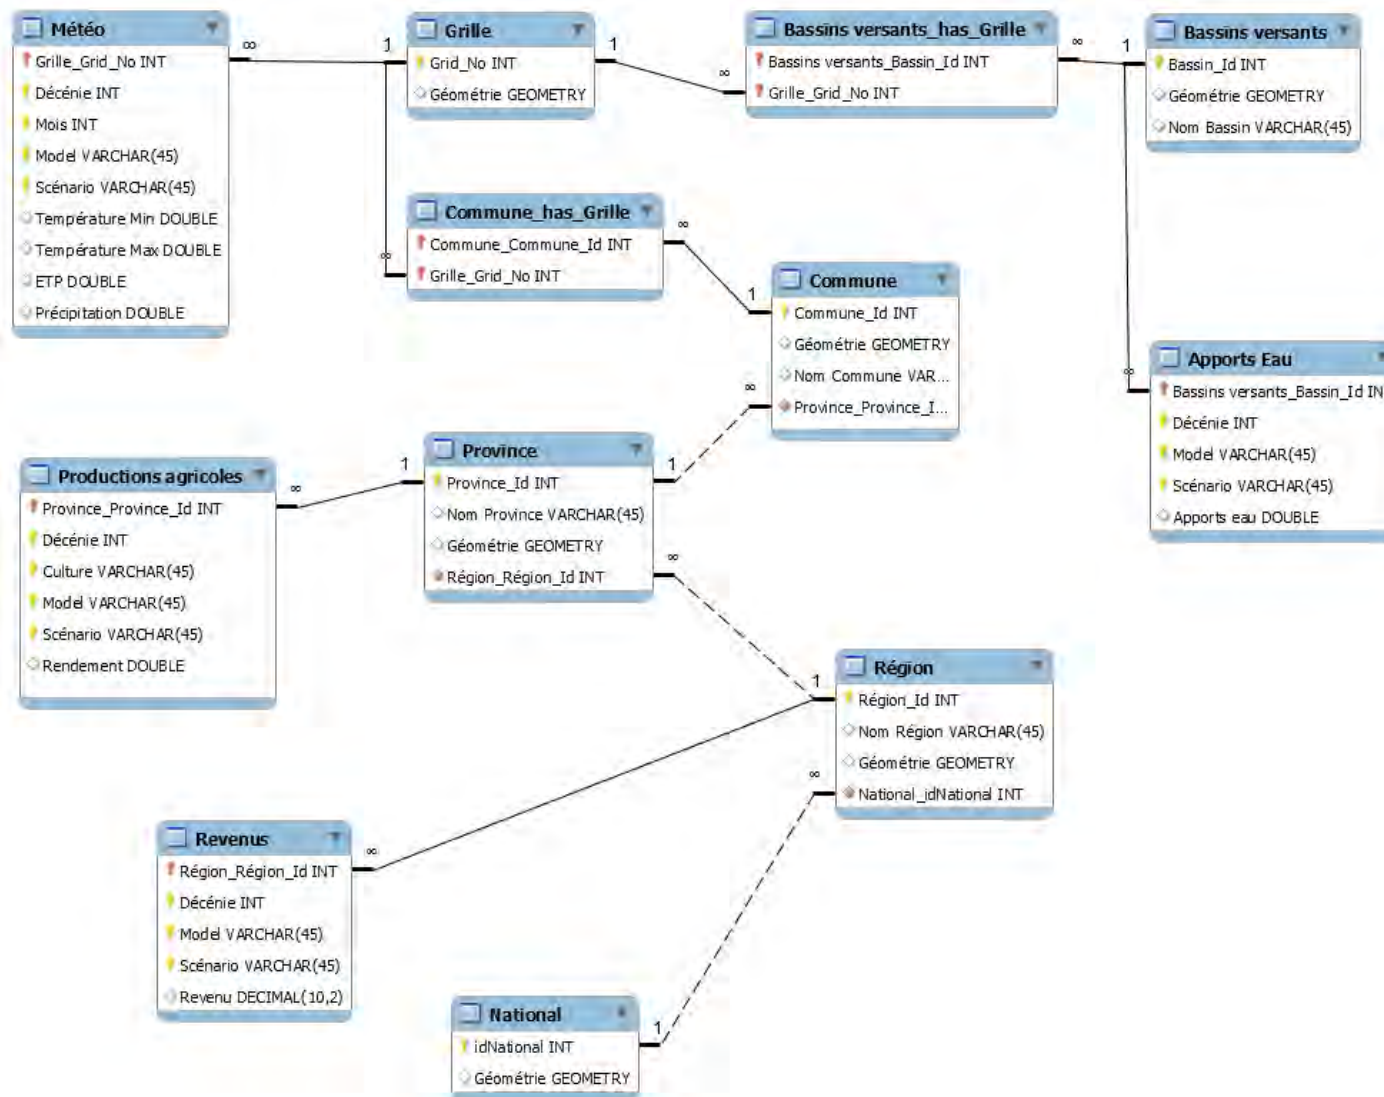 Météo
Grille_Grid_No INT
Décénie INT
Mois INT
Model VARCHAR(45)
Scénario VARCHAR(45)
Température Min DOUBLE
Température Max DOUBLE
ETP DOUBLE
Précipitation DOUBLE
∞
1
Grille
Grid_No INT
Géométrie GEOMETRY
1
∞
Bassins versants_has_Grille
Bassins versants_Bassin_Id INT
Grille_Grid_No INT
∞
1
Bassins versants
Bassin_Id INT
Géométrie GEOMETRY
Nom Bassin VARCHAR(45)
Commune_has_Grille
Commune_Commune_Id INT
Grille_Grid_No INT
∞
∞
1
Commune
Commune_Id INT
Géométrie GEOMETRY
Nom Commune VAR...
Province_Province_I...
∞
1
∞
Apports Eau
Bassins versants_Bassin_Id IN
Décénie INT
Model VARCHAR(45)
Scénario VARCHAR(45)
Apports eau DOUBLE
Productions agricoles
Province_Province_Id INT
Décénie INT
Culture VARCHAR(45)
Model VARCHAR(45)
Scénario VARCHAR(45)
Rendement DOUBLE
∞
1
Province
Province_Id INT
Nom Province VARCHAR(45)
Géométrie GEOMETRY
Région_Région_Id INT
∞
1
Région
Région_Id INT
Nom Région VARCHAR(45)
Géométrie GEOMETRY
National_idNational INT
∞
Revenus
Région_Région_Id INT
Décénie INT
Model VARCHAR(45)
Scénario VARCHAR(45)
Revenu DECIMAL(10,2)
∞
National
idNational INT
Géométrie GEOMETRY
1